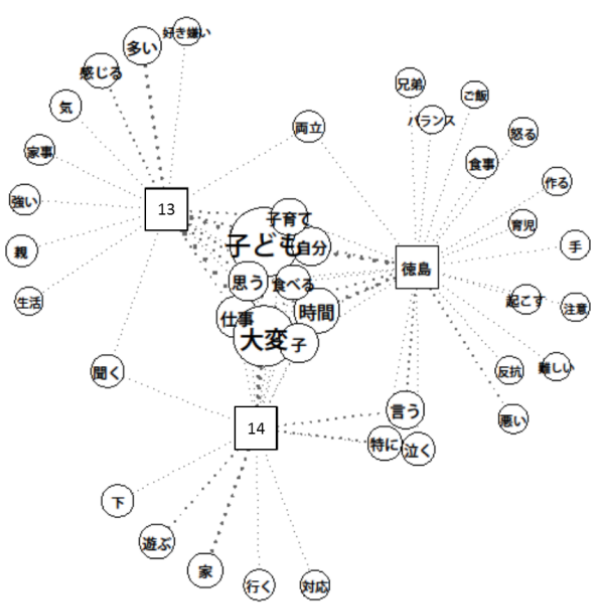 好き嫌い
多い
感じる
気
家事
強い
親
生活
13
両立
兄弟
バランス
ご飯
怒る
食事
作る
育児
手
徳島
起こす
注意
反抗
難しい
悪い
子育て
子ども
自分
思う
食べる
時間
仕事
大変
子
聞く
14
言う
特に
泣く
下
遊ぶ
家
行く
対応